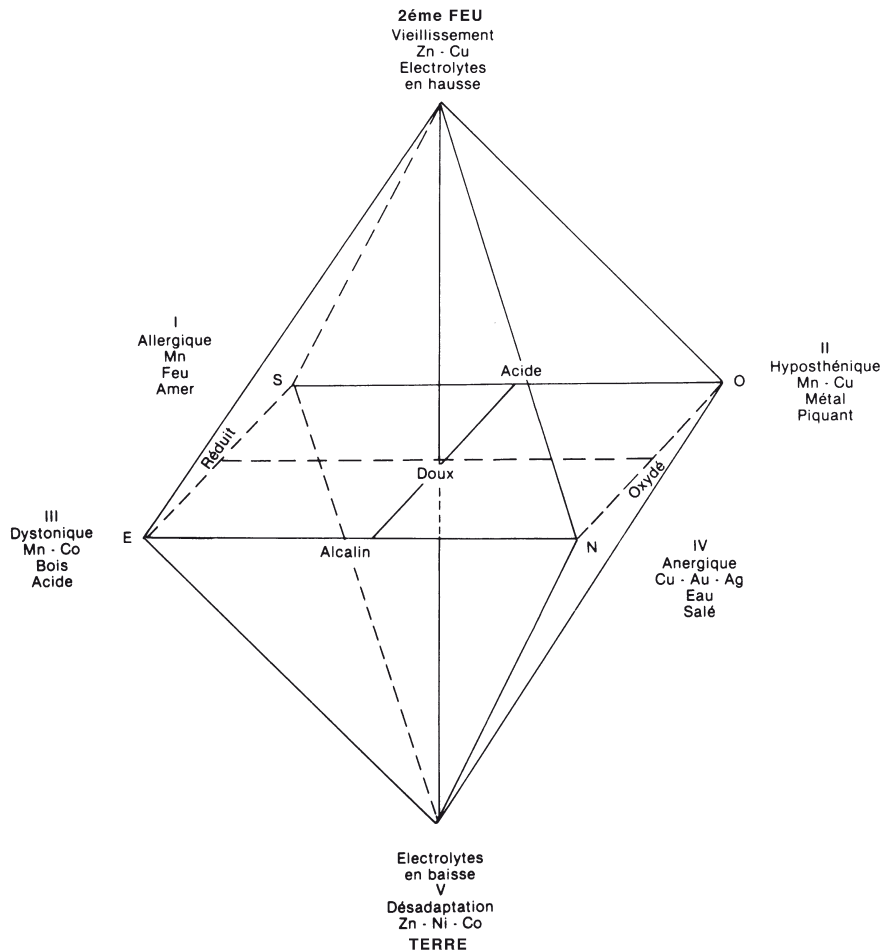 2éme FEU
Vieillissement
Zn - Cu
Electrolytes
en hausse
I
Allergique
Mn
Feu
Amer
S
Acide
O
II
Hyposthénique
Mn - Cu
Métal
Piquant
Réduit
Doux
Oxydé
III
Dystonique
Mn - Co
Bois
Acide
E
Alcalin
N
IV
Anergique
Cu - Au - Ag
Eau
Salé
Electrolytes
en baisse
V
Désadaptation
Zn - Ni - Co
TERRE